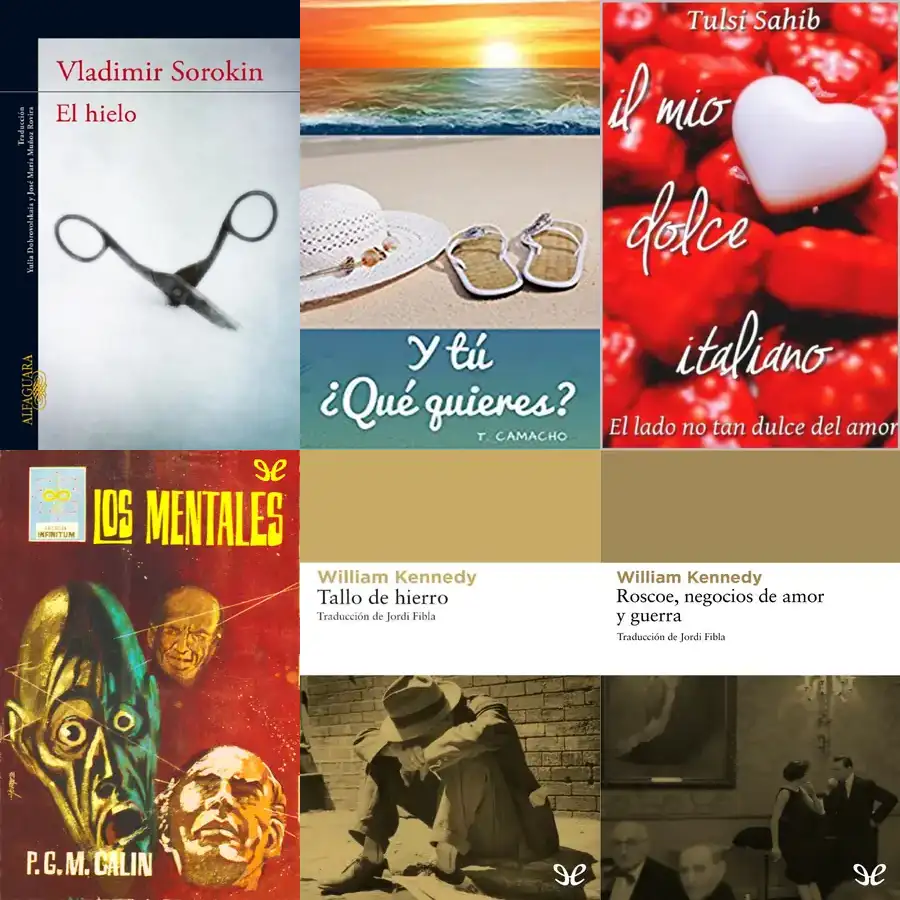 Vladimir Sorokin
El hielo
Traducción
Yulia Dobrovolskaia y José María Muñoz Rovira
ALFAGUARA
Y tú
¿Qué quieres?
T. CAMACHO
Tulsi Sahib
il mio
dolce
italiano
El lado no tan dulce del amor
LOS MENTALES
INFINITUM
P.G.M. CALIN
William Kennedy
Tallo de hierro
Traducción de Jordi Fibla
William Kennedy
Roscoe, negocios de amor
y guerra
Traducción de Jordi Fibla